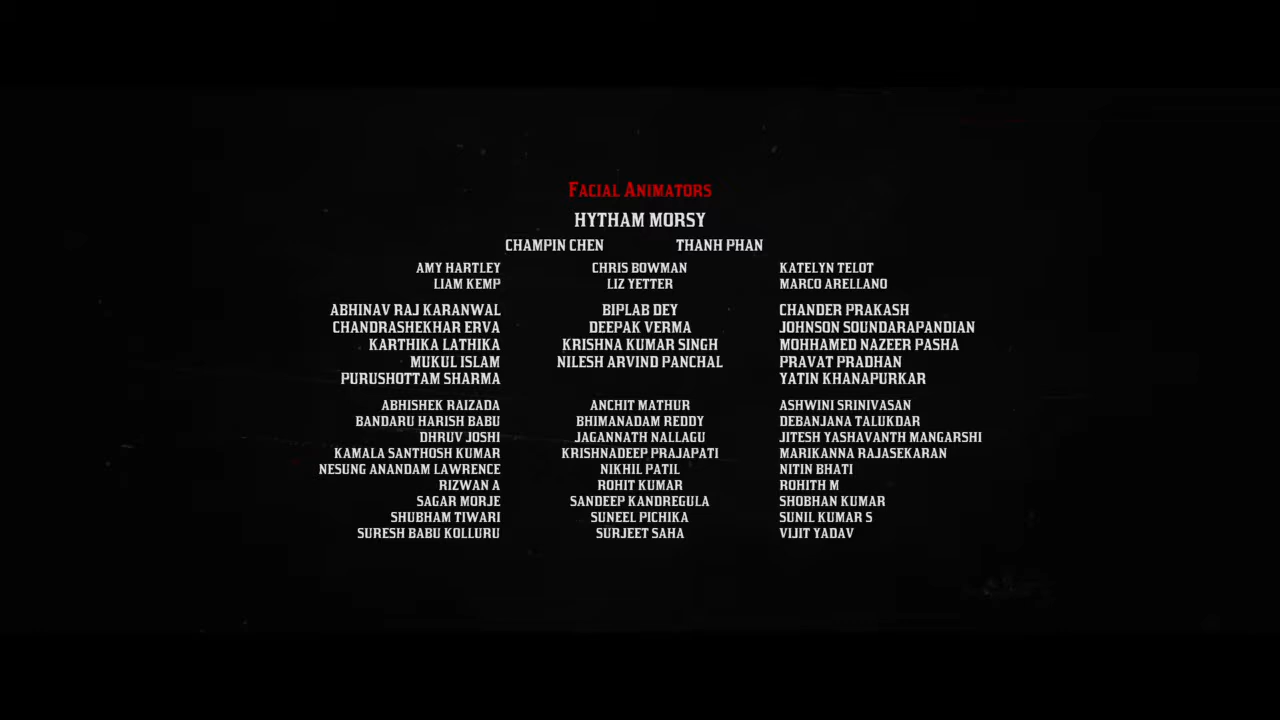 Facial Animators
HYTHAM MORSY
CHAMPIN CHEN THANH PHAN
AMY HARTLEY CHRIS BOWMAN KATELYN TELOT
LIAM KEMP LIZ YETTER MARCO ARELLANO
ABHINAV RAJ KARANWAL BIPLAB DEY CHANDER PRAKASH
CHANDRASHEKHAR ERVA DEEPAK VERMA JOHNSON SOUNDARAPANDIAN
KARTHIKA LATHIKA KRISHNA KUMAR SINGH MOHHAMED NAZEER PASHA
MUKUL ISLAM NILESH ARVIND PANCHAL PRAVAT PRADHAN
PURUSHOTTAM SHARMA YATIN KHANAPURKAR
ABHISHEK RAIZADA ANCHIT MATHUR ASHWINI SRINIVASAN
BANDARU HARISH BABU BHIMANADAM REDDY DEBANJANA TALUKDAR
DHRUV JOSHI JAGANNATH NALLAGU JITESH YASHAVANTH MANGARSHI
KAMALA SANTHOSH KUMAR KRISHNADEEP PRAJAPATI MARIKANNA RAJASEKARAN
NESUNG ANANDAM LAWRENCE NIKHIL PATIL NITIN BHATI
RIZWAN A ROHIT KUMAR ROHITH M
SAGAR MORJE SANDEEP KANDREGULA SHOBHAN KUMAR
SHUBHAM TIWARI SUNEEL PICHIKA SUNIL KUMAR S
SURESH BABU KOLLURU SURJEET SAHA VIJIT YADAV